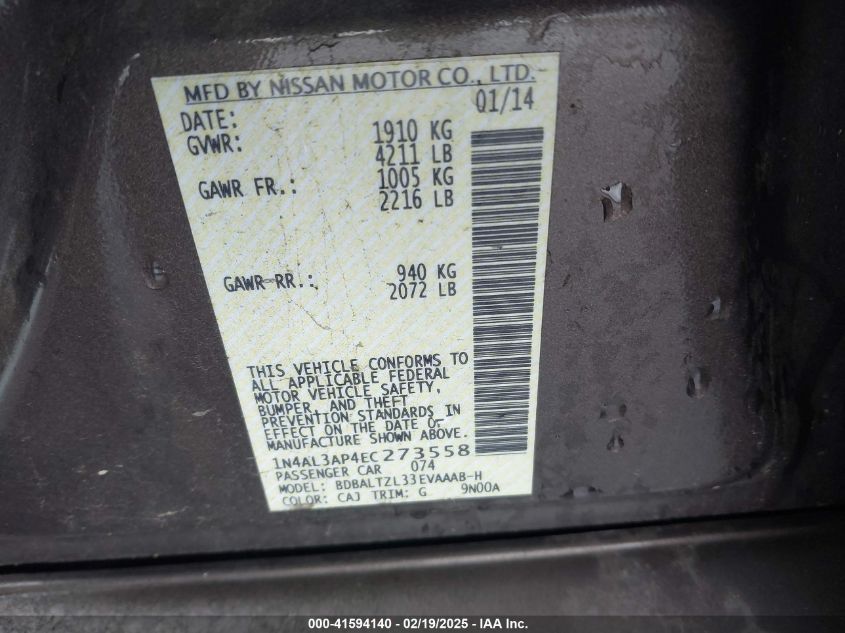 MFD BY NISSAN MOTOR CO., LTD.
DATE: 01/14
GVWR: 1910 KG
4211 LB
GAWR FR.: 1005 KG
2216 LB
GAWR RR.: 940 KG
2072 LB
THIS VEHICLE CONFORMS TO
ALL APPLICABLE FEDERAL
MOTOR VEHICLE SAFETY,
BUMPER, AND THEFT
PREVENTION STANDARDS IN
EFFECT ON THE DATE OF
MANUFACTURE SHOWN ABOVE.
1N4AL3AP4EC273558
PASSENGER CAR 074
MODEL: BDBALTZL33EVAAAB-H
COLOR: CAJ TRIM: G 9N00A
000-41594140 - 02/19/2025 - IAA Inc.